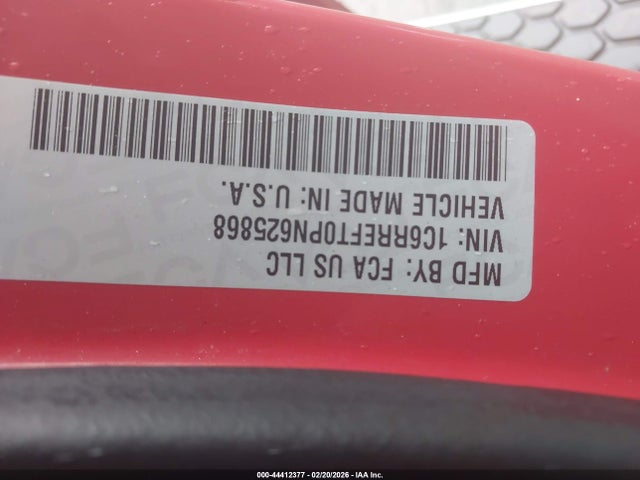 MFD BY: FCA US LLC
VIN: 1C6RREFT0PN625868
VEHICLE MADE IN: U.S.A.
000-44412377 - 02/20/2026 - IAA Inc.